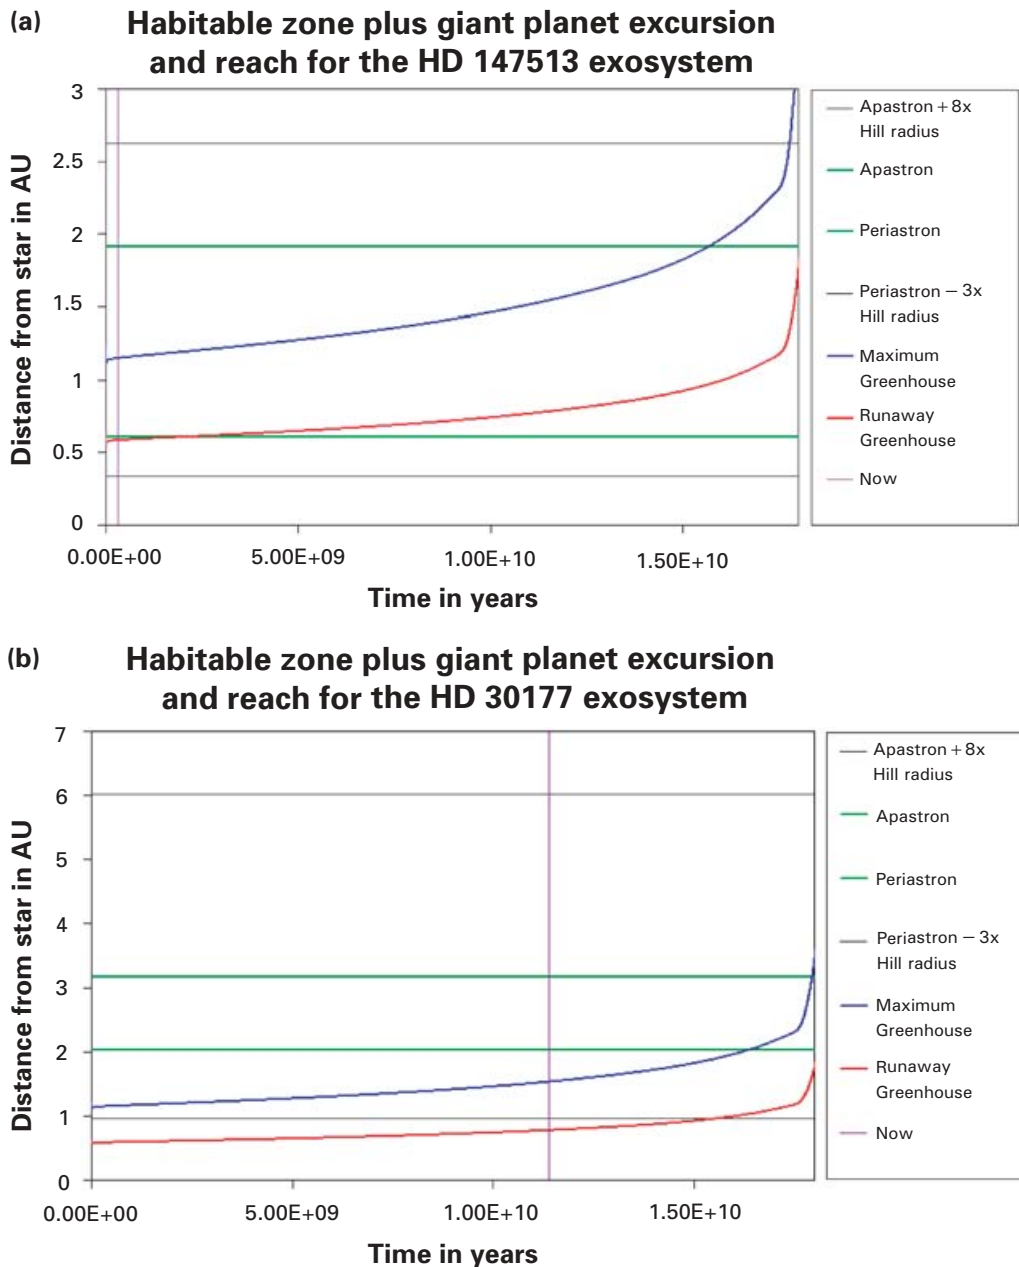 (a)
Habitable zone plus giant planet excursion
and reach for the HD 147513 exosystem
Distance from star in AU
3
2.5
2
1.5
1
0.5
0
0.00E+00
5.00E+09
1.00E+10
1.50E+10
Time in years
Apastron + 8x
Hill radius
Apastron
Periastron
Periastron – 3x
Hill radius
Maximum
Greenhouse
Runaway
Greenhouse
Now
(b)
Habitable zone plus giant planet excursion
and reach for the HD 30177 exosystem
Distance from star in AU
7
6
5
4
3
2
1
0
0.00E+00
5.00E+09
1.00E+10
1.50E+10
Time in years
Apastron + 8x
Hill radius
Apastron
Periastron
Periastron – 3x
Hill radius
Maximum
Greenhouse
Runaway
Greenhouse
Now